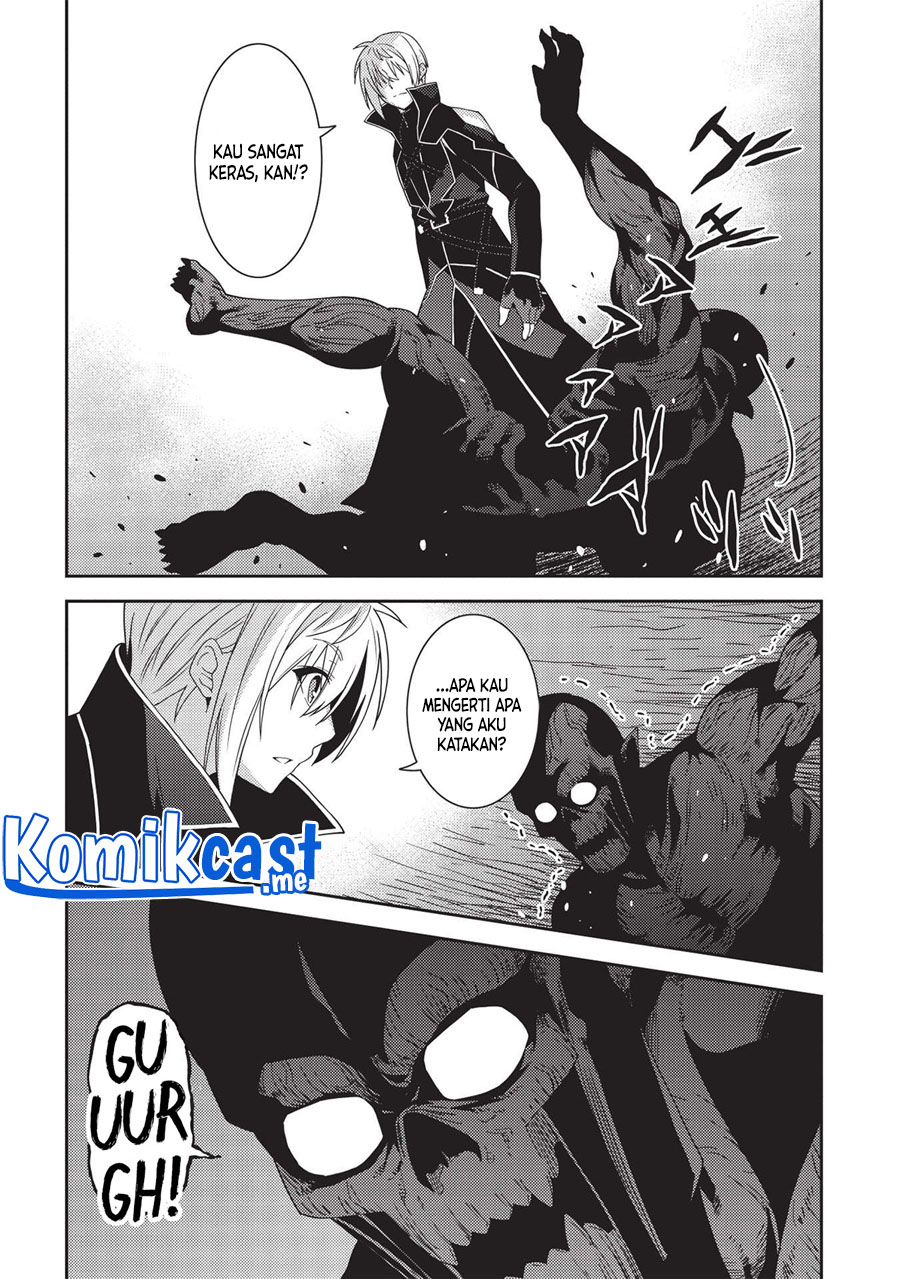 KAU SANGAT
KERAS, KAN!?
...APA KAU
MENGERTI APA
YANG AKU
KATAKAN?
Komikcast
.me
GU
UUR
GH!